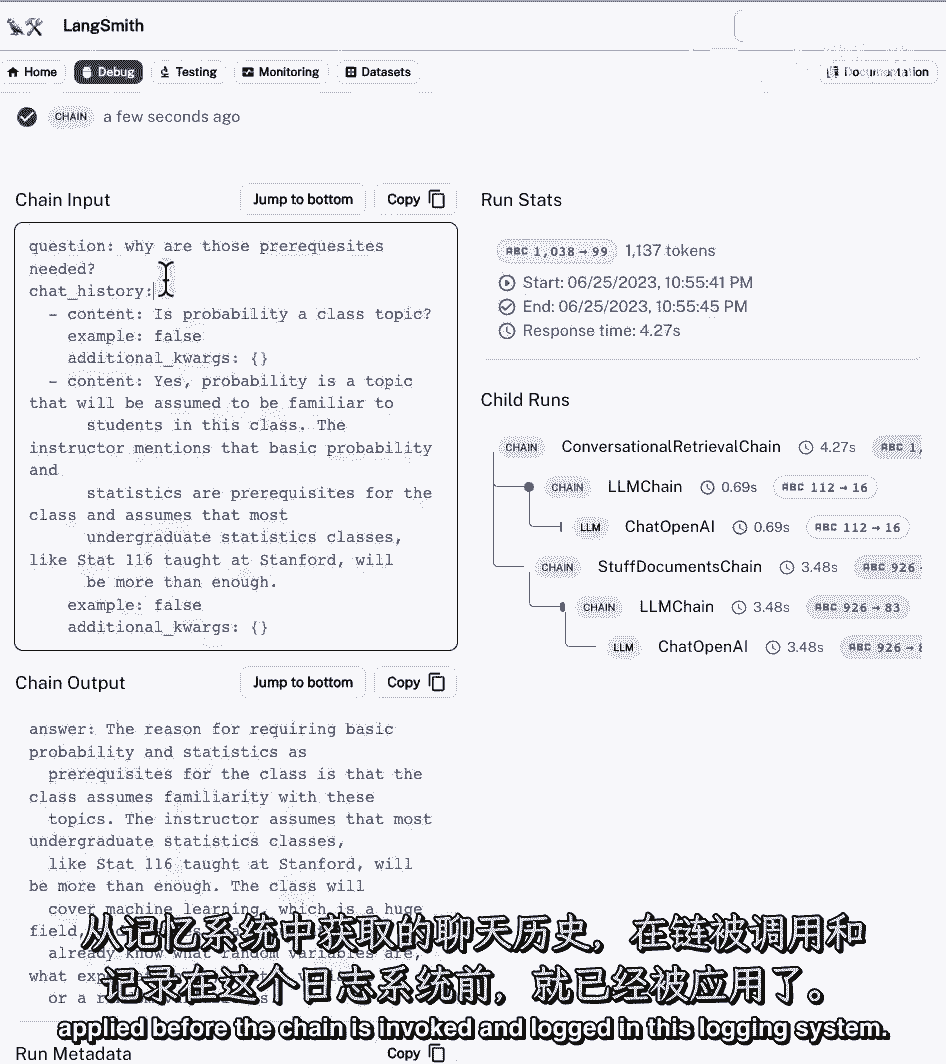 LangSmith
Home Debug Testing Monitoring Datasets Documentation
CHAIN a few seconds ago
Chain Input Jump to bottom Copy
question: why are those prerequesites
needed?
chat_history:
- content: Is probability a class topic?
example: false
additional_kwargs: {}
- content: Yes, probability is a topic
that will be assumed to be familiar to
students in this class. The
instructor mentions that basic probability
and
statistics are prerequisites for the
class and assumes that most
undergraduate statistics classes,
like Stat 116 taught at Stanford, will
be more than enough.
example: false
additional_kwargs: {}
Run Stats
ABC 1,038 → 99 1,137 tokens
Start: 06/25/2023, 10:55:41 PM
End: 06/25/2023, 10:55:45 PM
Response time: 4.27s
Child Runs
CHAIN ConversationalRetrievalChain 4.27s ABC 1,
CHAIN LLMChain 0.69s ABC 112 → 16
LLM ChatOpenAI 0.69s ABC 112 → 16
CHAIN StuffDocumentsChain 3.48s ABC 926
CHAIN LLMChain 3.48s ABC 926 → 83
LLM ChatOpenAI 3.48s ABC 926 →
Chain Output Jump to bottom Copy
answer: The reason for requiring basic
probability and statistics as
prerequisites for the class is that the
class assumes familiarity with these
topics. The instructor assumes that most
undergraduate statistics classes,
like Stat 116 taught at Stanford, will
be more than enough. The class will
cover machine learning, which is a huge
field,
already know what random variables are,
what
or a
从记忆系统中获取的聊天历史，在链被调用和
记录在这个日志系统前，就已经被应用了。
applied before the chain is invoked and logged in this logging system.
Run Metadata Copy